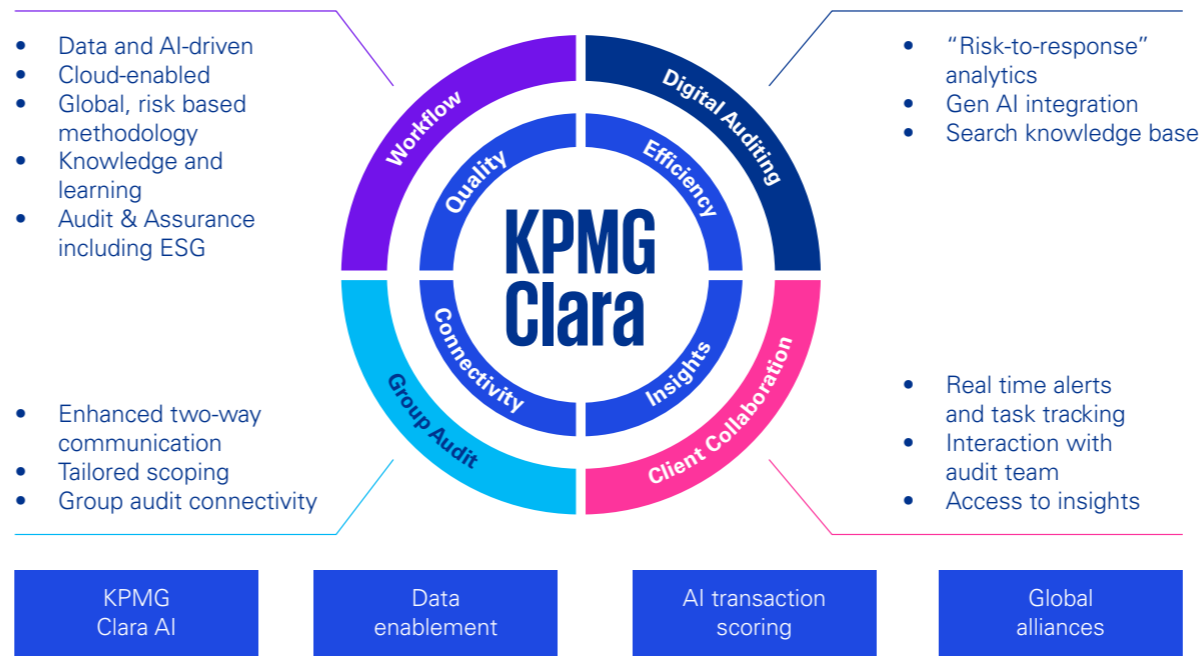 • Data and AI-driven
• Cloud-enabled
• Global, risk based
methodology
• Knowledge and
learning
• Audit & Assurance
including ESG
• “Risk-to-response”
analytics
• Gen AI integration
• Search knowledge base
Workflow
Digital Auditing
Quality
Efficiency
KPMG
Clara
Connectivity
Insights
Group Audit
Client Collaboration
• Enhanced two-way
communication
• Tailored scoping
• Group audit connectivity
• Real time alerts
and task tracking
• Interaction with
audit team
• Access to insights
KPMG
Clara AI
Data
enablement
AI transaction
scoring
Global
alliances